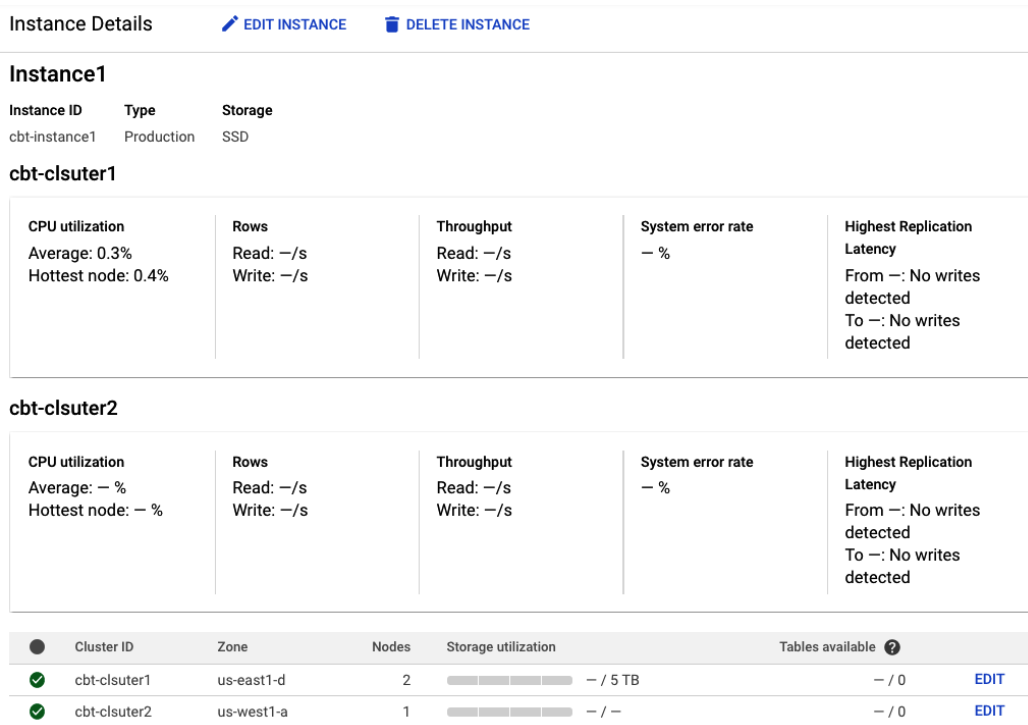 Instance Details EDIT INSTANCE DELETE INSTANCE
Instance1
Instance ID Type Storage
cbt-instance1 Production SSD
cbt-clsuter1
CPU utilization
Average: 0.3%
Hottest node: 0.4%
Rows
Read: —/s
Write: —/s
Throughput
Read: —/s
Write: —/s
System error rate
— %
Highest Replication
Latency
From —: No writes
detected
To —: No writes
detected
cbt-clsuter2
CPU utilization
Average: — %
Hottest node: — %
Rows
Read: —/s
Write: —/s
Throughput
Read: —/s
Write: —/s
System error rate
— %
Highest Replication
Latency
From —: No writes
detected
To —: No writes
detected
Cluster ID Zone Nodes Storage utilization Tables available ?
cbt-clsuter1 us-east1-d 2 — / 5 TB — / 0 EDIT
cbt-clsuter2 us-west1-a 1 — / — — / 0 EDIT